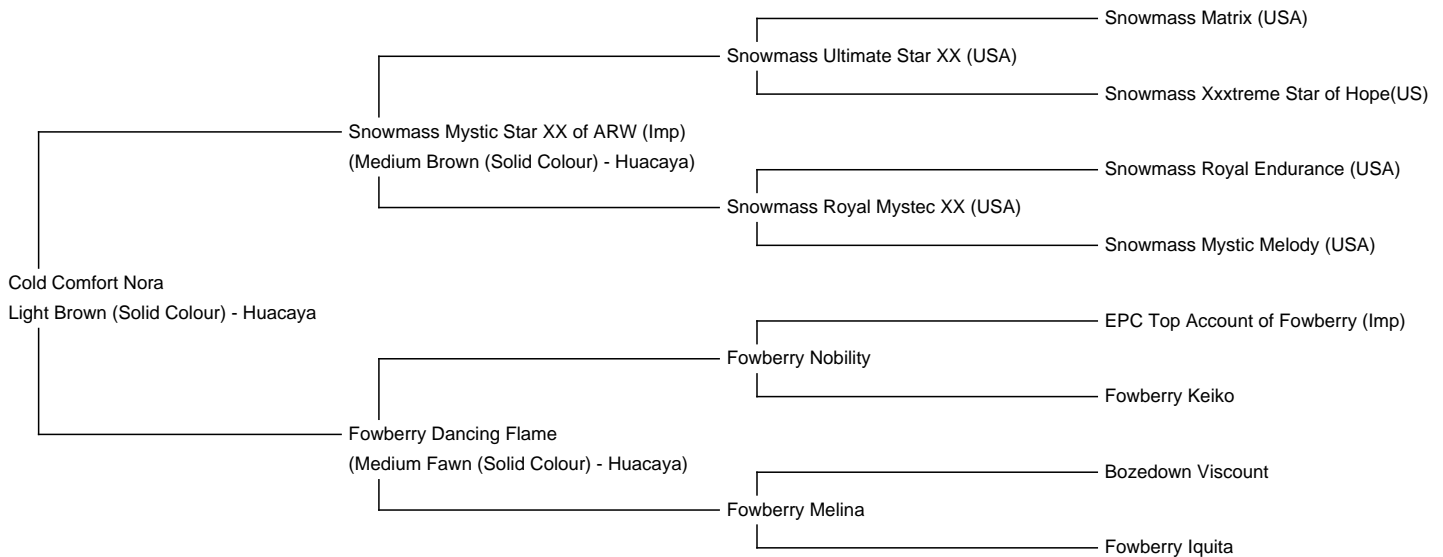 Snowmass Matrix (USA)
Snowmass Ultimate Star XX (USA)
Snowmass Xxxtreme Star of Hope(US)
Snowmass Mystic Star XX of ARW (Imp)
(Medium Brown (Solid Colour) - Huacaya)
Snowmass Royal Endurance (USA)
Snowmass Royal Mystec XX (USA)
Snowmass Mystic Melody (USA)
Cold Comfort Nora
Light Brown (Solid Colour) - Huacaya
EPC Top Account of Fowberry (Imp)
Fowberry Nobility
Fowberry Keiko
Fowberry Dancing Flame
(Medium Fawn (Solid Colour) - Huacaya)
Bozedown Viscount
Fowberry Melina
Fowberry Iquita